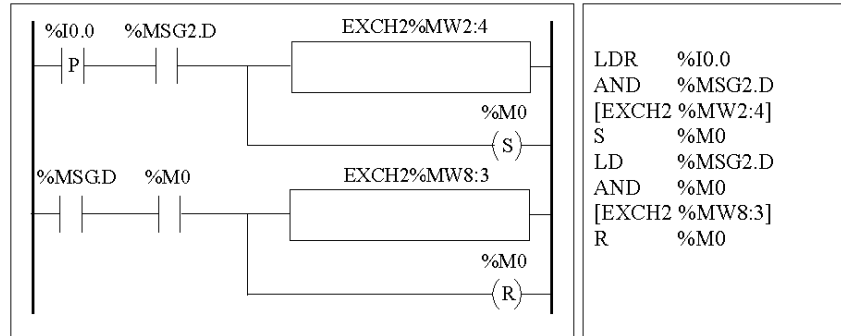 %I0.0 %MSG2.D EXCH2%MW2:4
P
%M0
S
%MSG.D %M0 EXCH2%MW8:3
%M0
R
LDR %I0.0
AND %MSG2.D
[EXCH2 %MW2:4]
S %M0
LD %MSG2.D
AND %M0
[EXCH2 %MW8:3]
R %M0